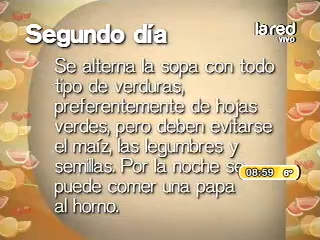 Segundo día
la red
vivo
Se alterna la sopa con todo
tipo de verduras,
preferentemente de hojas
verdes, pero deben evitarse
el maíz, las legumbres y
semillas. Por la noche se
08:59 6°
puede comer una papa
al horno.